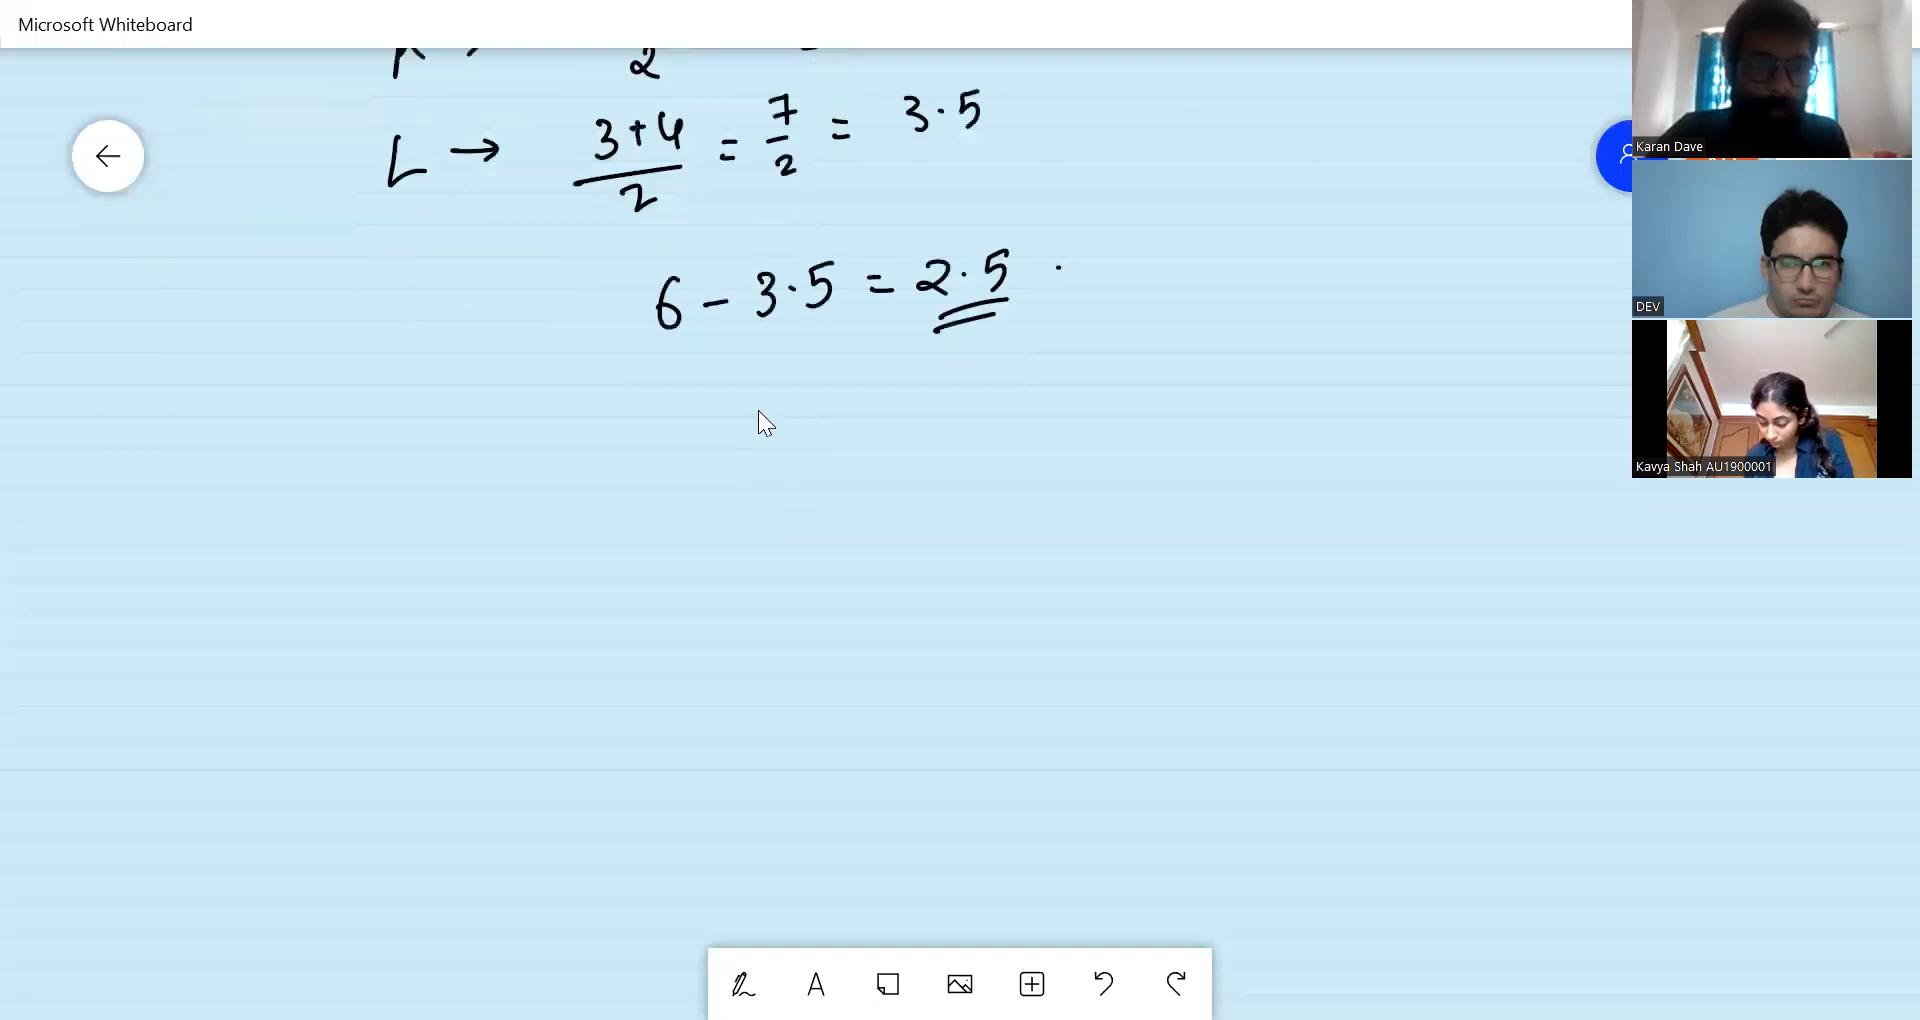 Microsoft Whiteboard
2
L → 3+4/2 = 7/2 = 3.5
6 - 3.5 = 2.5 .
A
Karan Dave
DEV
Kavya Shah AU1900001